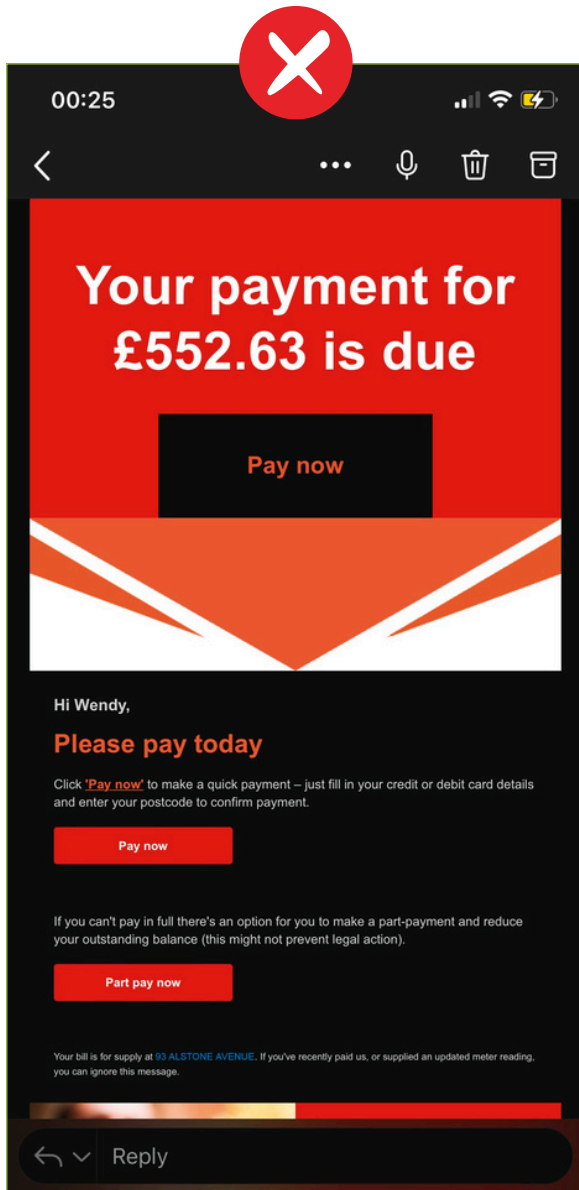 00:25
Your payment for
£552.63 is due
Pay now
Hi Wendy,
Please pay today
Click 'Pay now' to make a quick payment – just fill in your credit or debit card details
and enter your postcode to confirm payment.
Pay now
If you can't pay in full there's an option for you to make a part-payment and reduce
your outstanding balance (this might not prevent legal action).
Part pay now
Your bill is for supply at 93 ALSTONE AVENUE. If you've recently paid us, or supplied an updated meter reading,
you can ignore this message.
Reply